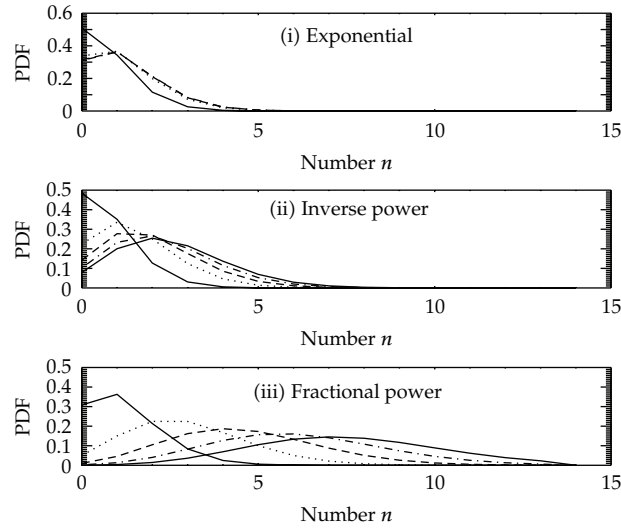 0.6
0.4
0.2
0
PDF
(i) Exponential
0 5 10 15
Number n
0.5
0.4
0.3
0.2
0.1
0
PDF
(ii) Inverse power
0 5 10 15
Number n
0.5
0.4
0.3
0.2
0.1
0
PDF
(iii) Fractional power
0 5 10 15
Number n